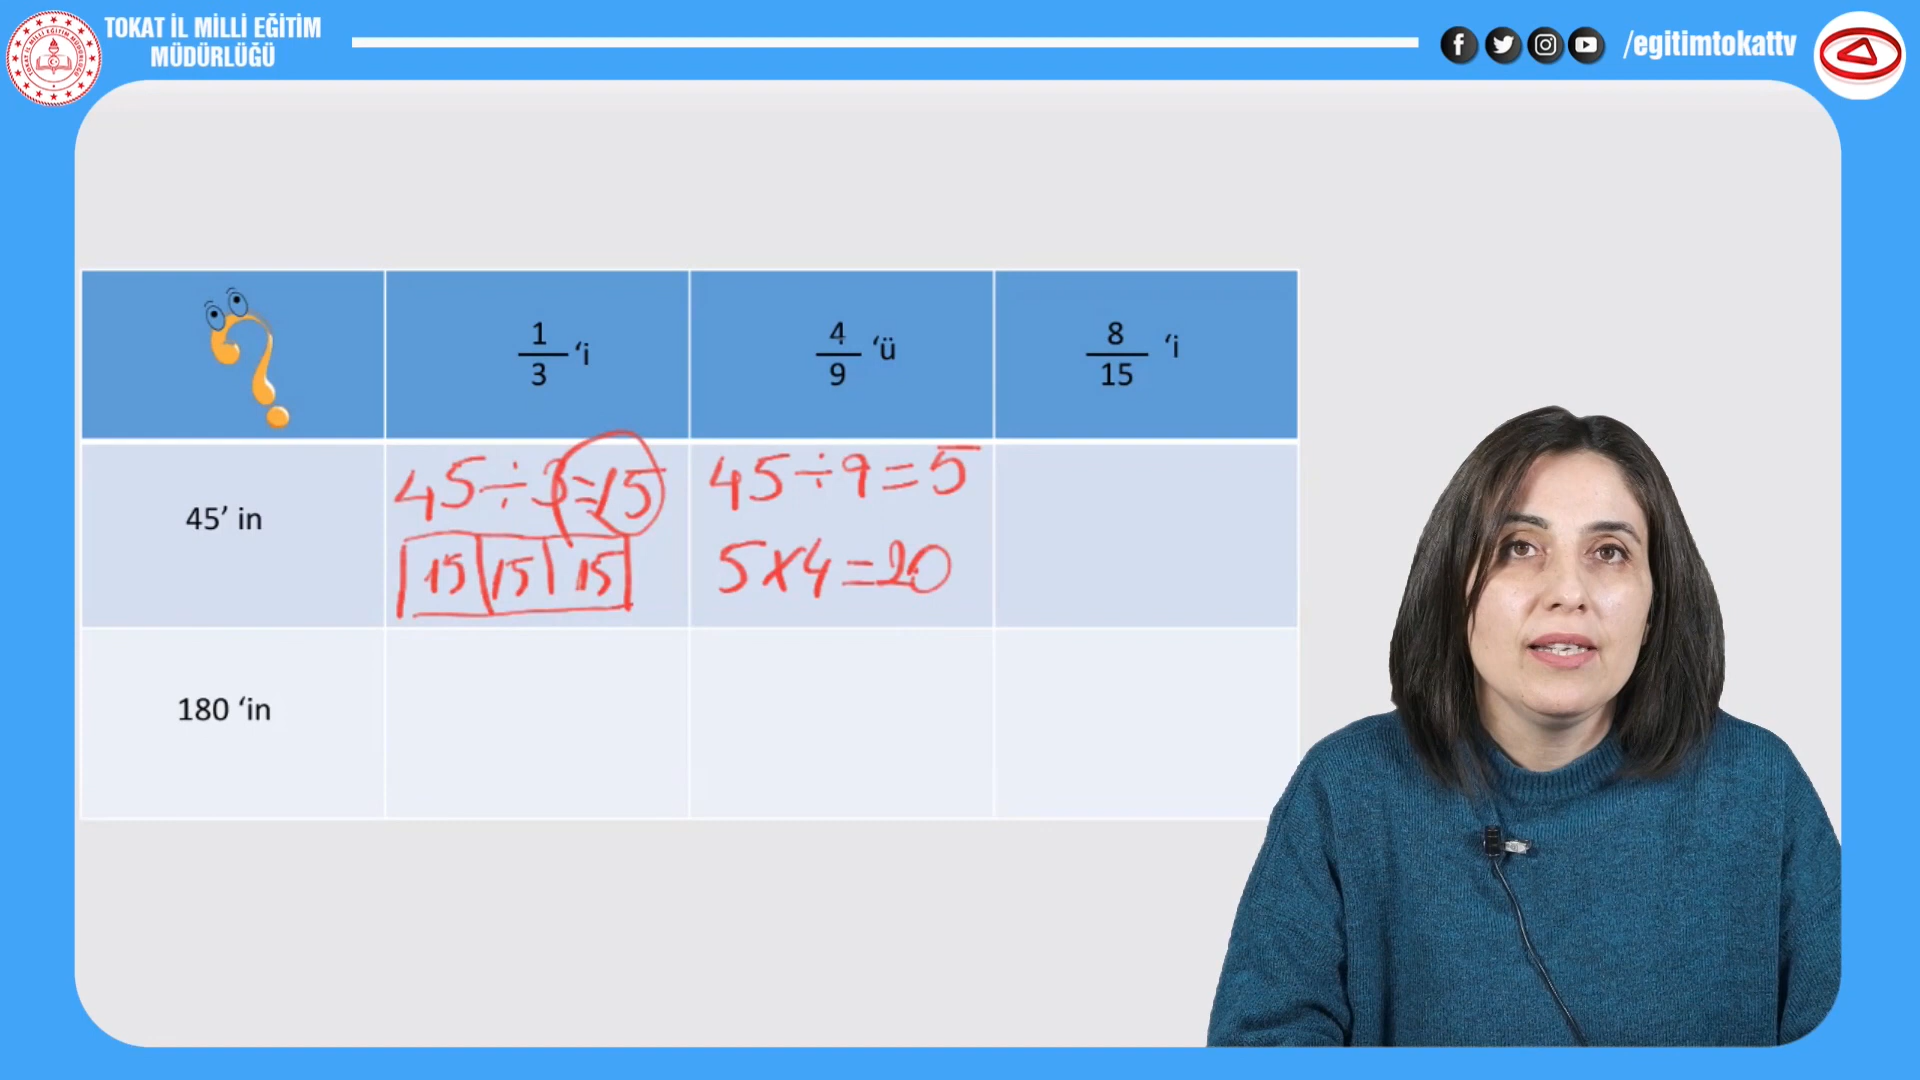 TOKAT İL MİLLİ EĞİTİM
MÜDÜRLÜĞÜ
/egitimtokattv
1/3 ‘i
4/9 ‘ü
8/15 ‘i
45’ in
45÷3=15
15 15 15
45÷9=5
5x4=20
180 ‘in